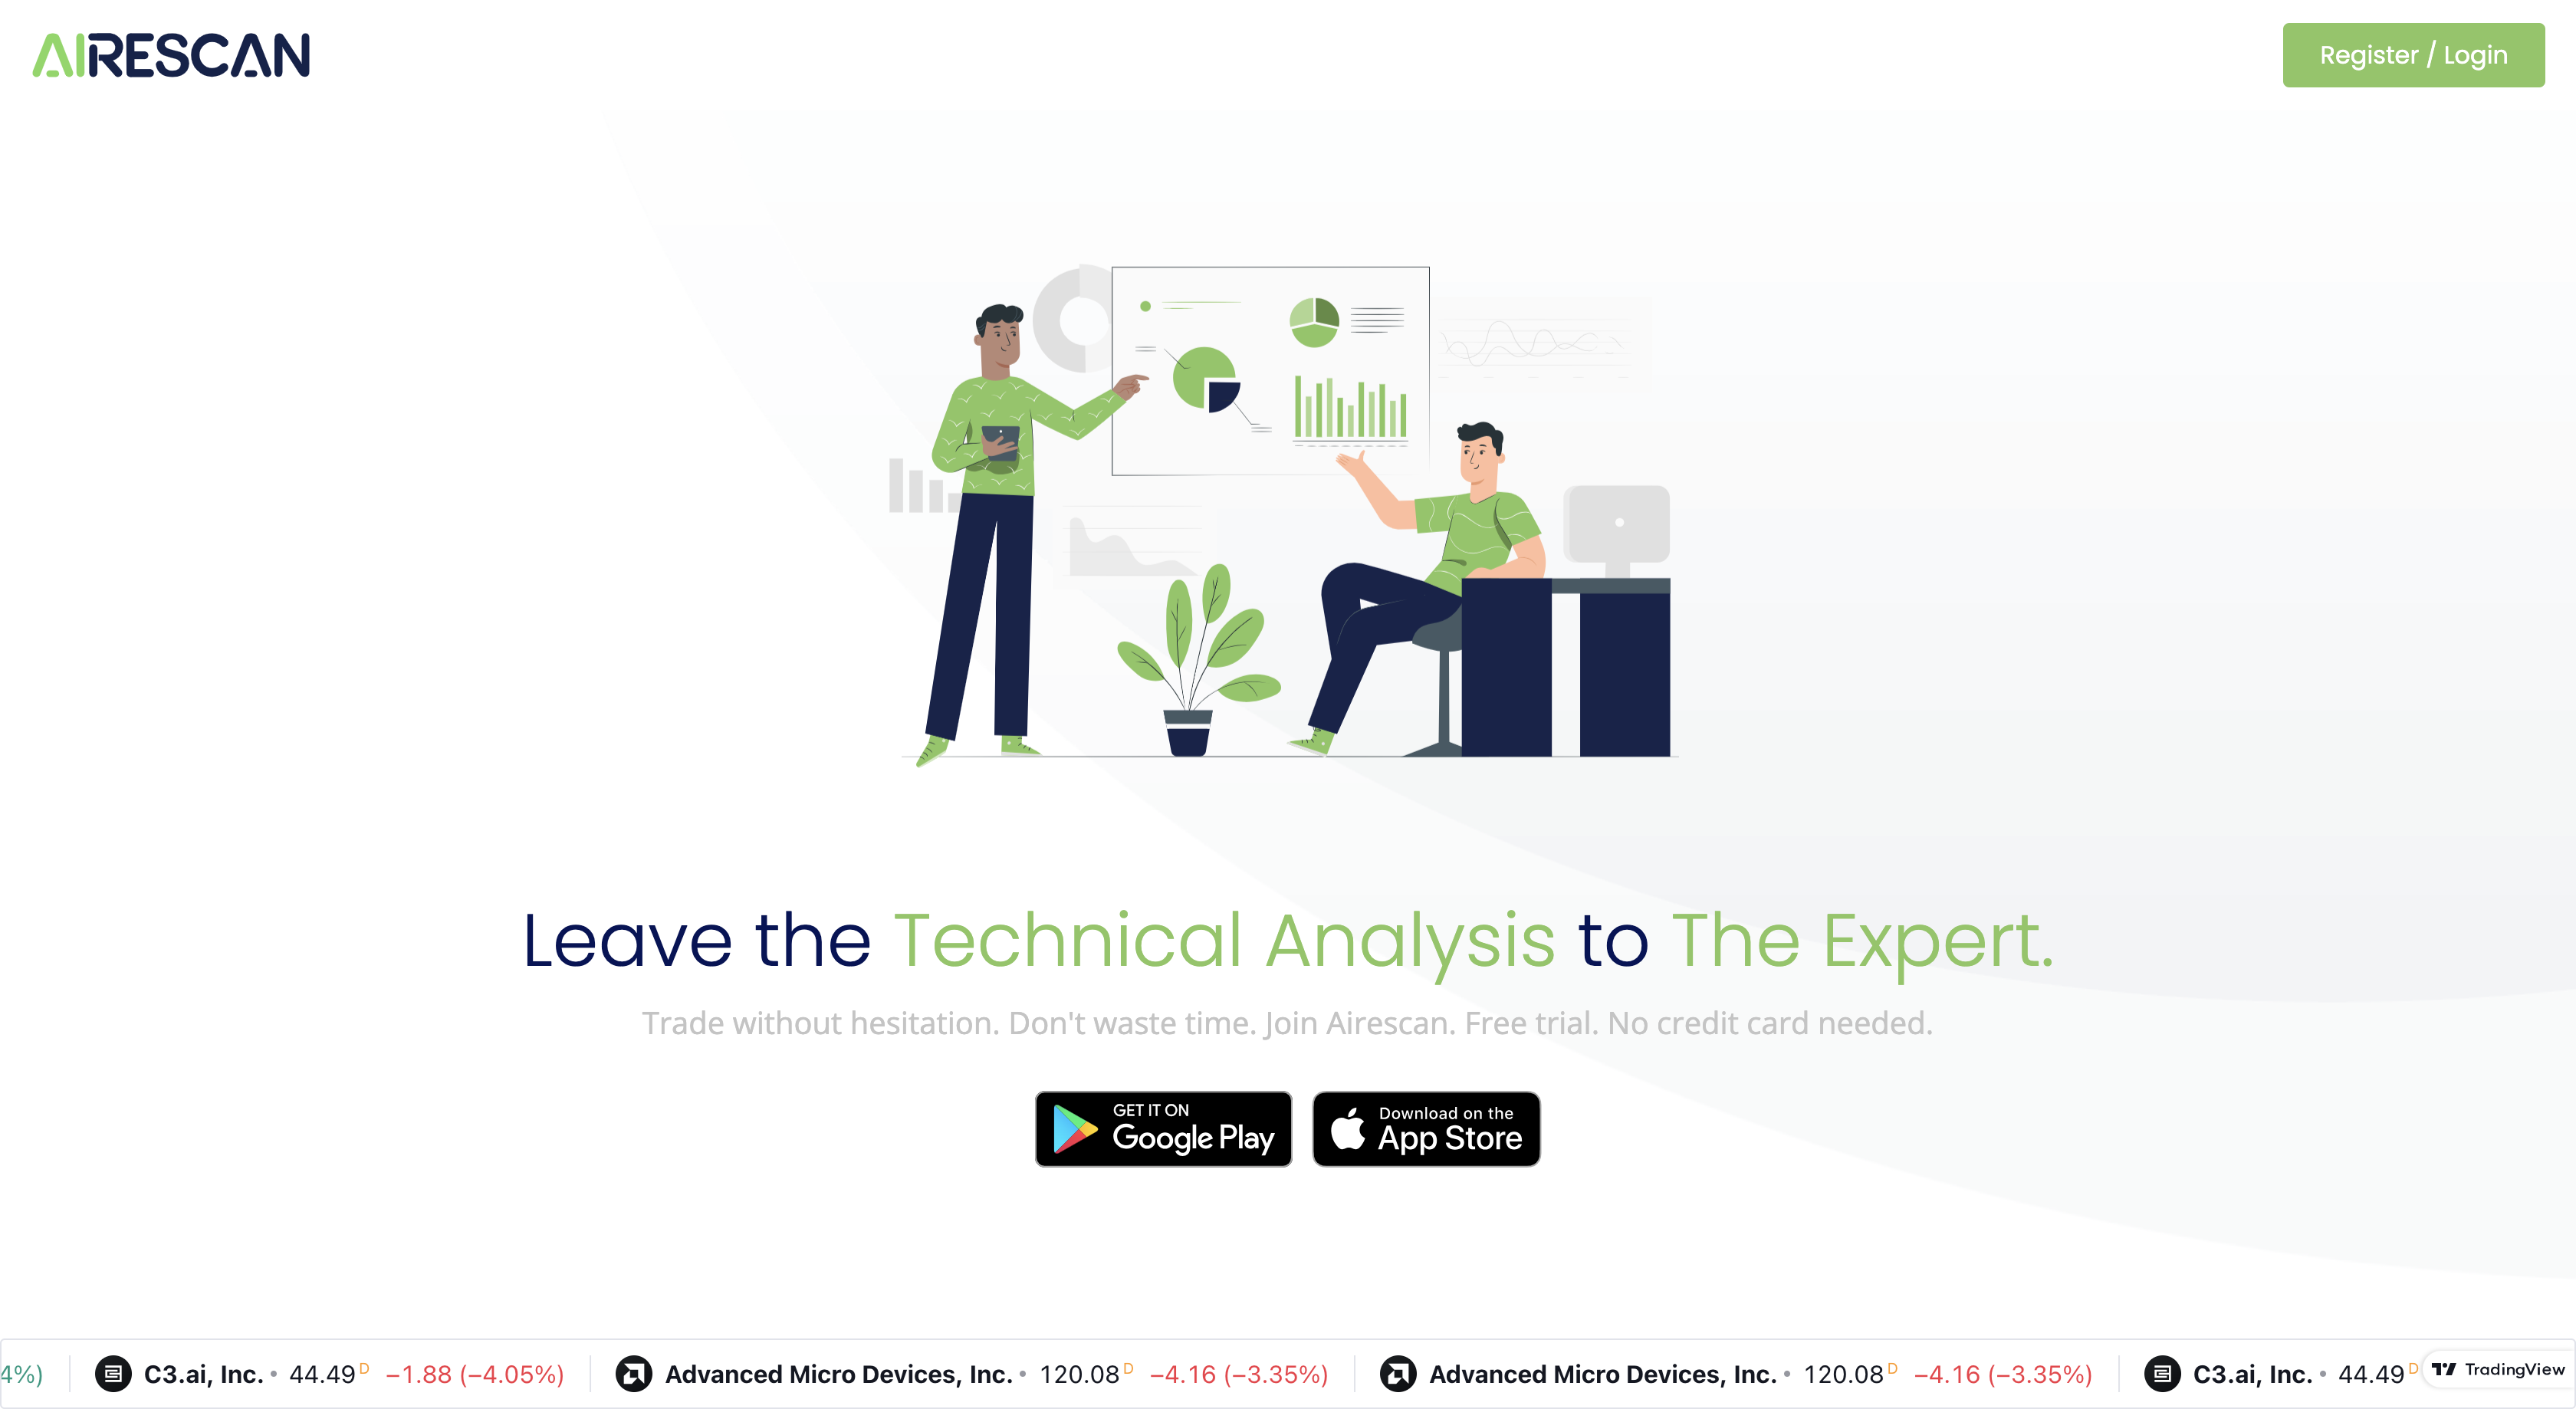 AIRESCAN
Register / Login
Leave the Technical Analysis to The Expert.
Trade without hesitation. Don't waste time. Join Airescan. Free trial. No credit card needed.
GET IT ON
Google Play
Download on the
App Store
4%) C3.ai, Inc. • 44.49 D −1.88 (−4.05%) Advanced Micro Devices, Inc. • 120.08 D −4.16 (−3.35%) Advanced Micro Devices, Inc. • 120.08 D −4.16 (−3.35%) C3.ai, Inc. • 44.49 D TradingView